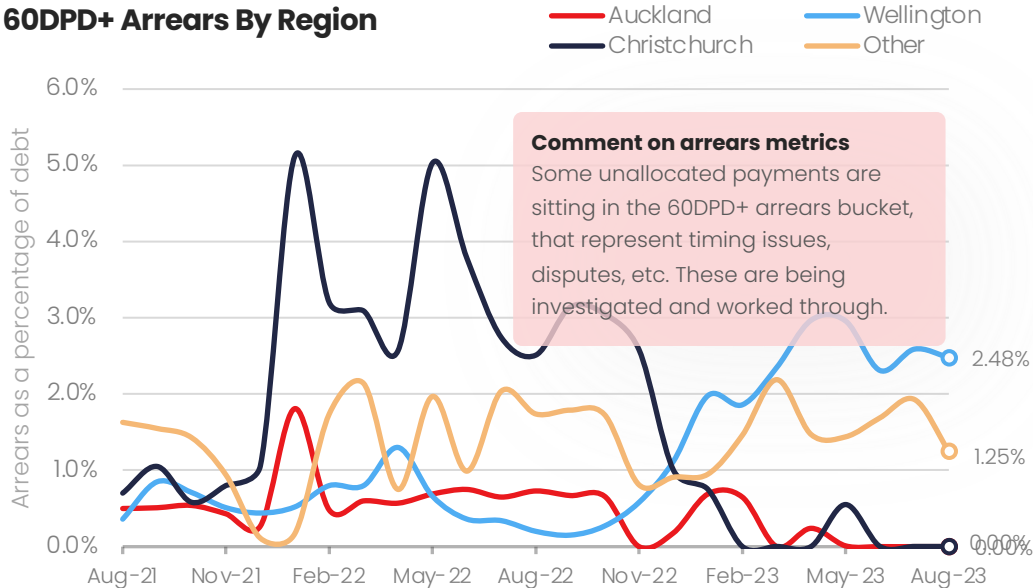 60DPD+ Arrears By Region
Auckland
Wellington
Christchurch
Other
Arrears as a percentage of debt
6.0%
5.0%
4.0%
3.0%
2.0%
1.0%
0.0%
Comment on arrears metrics
Some unallocated payments are
sitting in the 60DPD+ arrears bucket,
that represent timing issues,
disputes, etc. These are being
investigated and worked through.
2.48%
1.25%
0.00%
0.00%
Aug-21 Nov-21 Feb-22 May-22 Aug-22 Nov-22 Feb-23 May-23 Aug-23